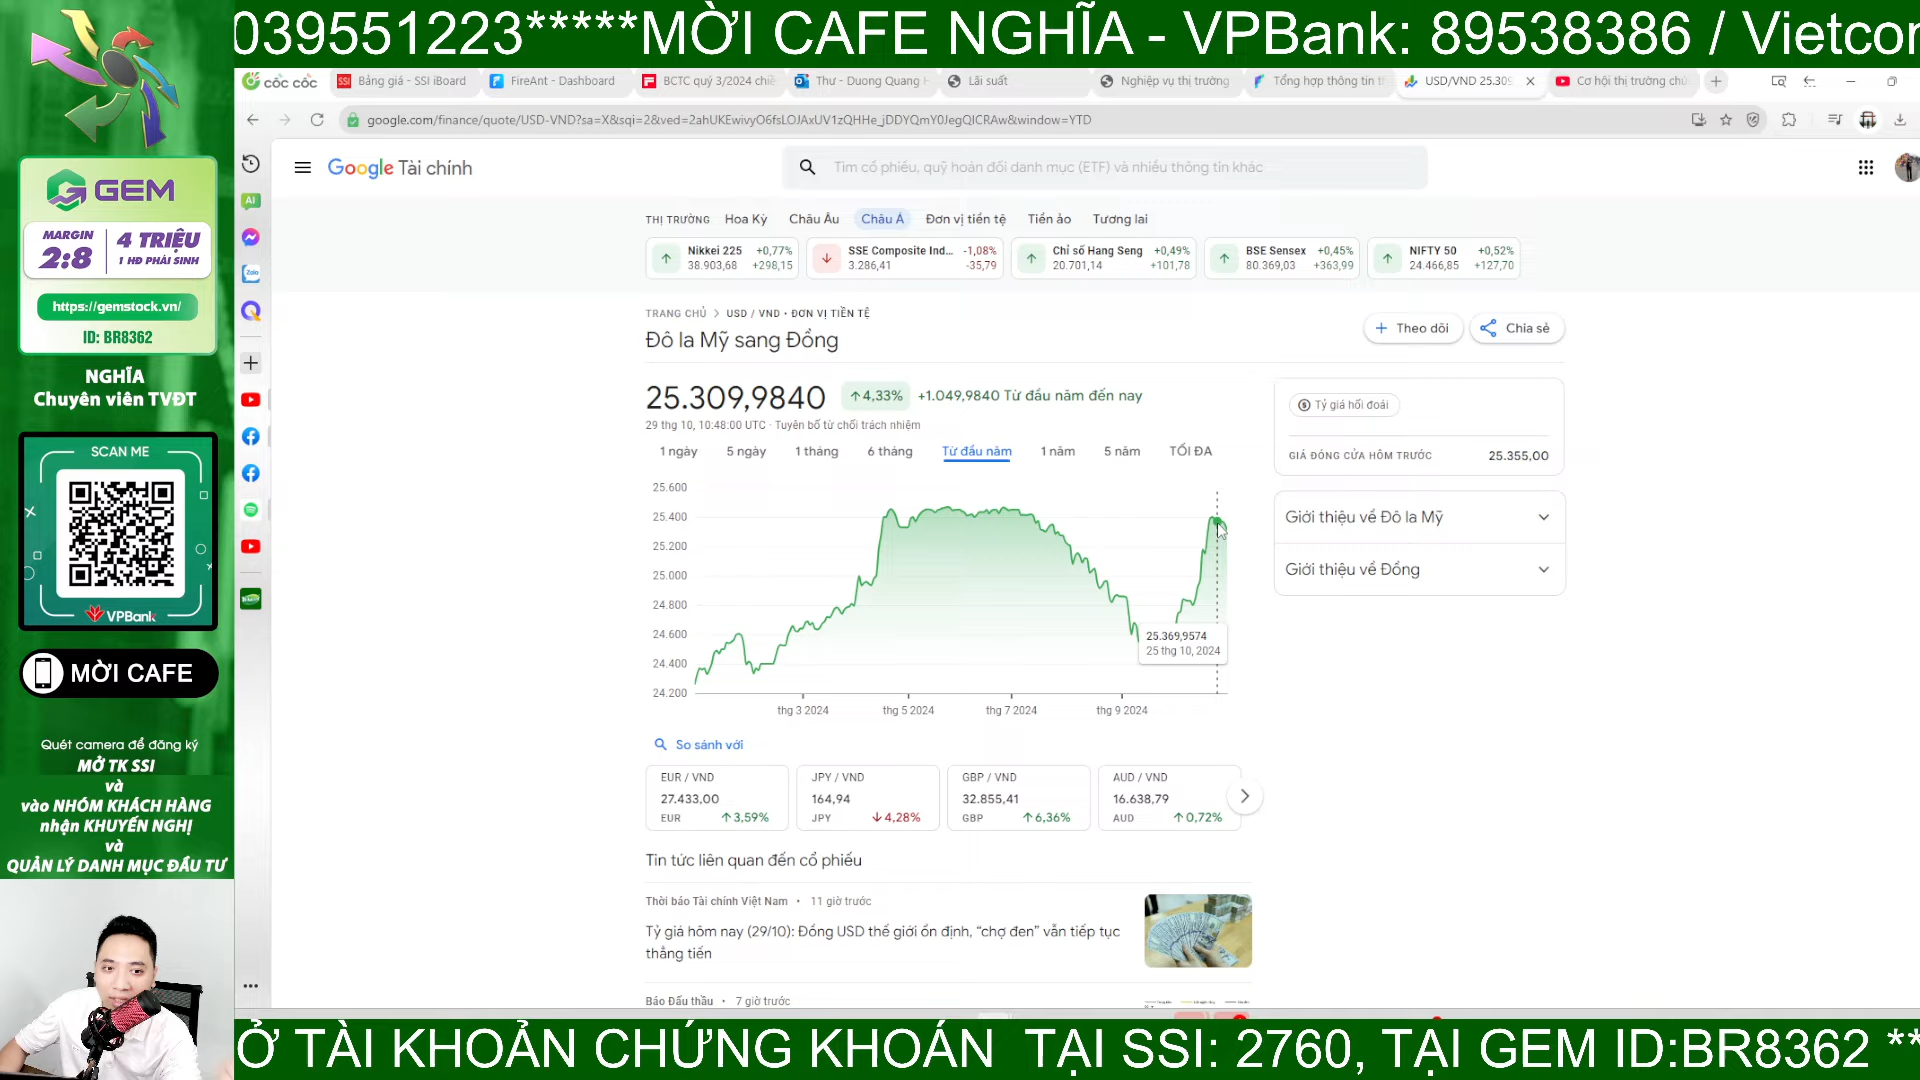 039551223*****MỜI CAFE NGHĨA - VPBank: 89538386 / Vietcor
GEM
MARGIN
2:8
4 TRIỆU
1 HĐ PHÁI SINH
https://gemstock.vn/
ID: BR8362
NGHĨA
Chuyên viên TVĐT
SCAN ME
VPBank
MỜI CAFE
Quét camera để đăng ký
MỞ TK SSI
và
vào NHÓM KHÁCH HÀNG
nhận KHUYẾN NGHỊ
và
QUẢN LÝ DANH MỤC ĐẦU TƯ
cốc cốc
SSI Bảng giá - SSI iBoard
FireAnt - Dashboard
BCTC quý 3/2024 chiề
Thư - Duong Quang H
Lãi suất
Nghiệp vụ thị trường
Tổng hợp thông tin th
USD/VND 25.309
Cơ hội thị trường chứ
google.com/finance/quote/USD-VND?sa=X&sqi=2&ved=2ahUKEwivyO6fsLOJAxUV1zQHHe_jDDYQmY0JegQICRAw&window=YTD
AI
Zalo
Google Tài chính
Tìm cổ phiếu, quỹ hoán đổi danh mục (ETF) và nhiều thông tin khác
THỊ TRƯỜNG Hoa Kỳ Châu Âu Châu Á Đơn vị tiền tệ Tiền ảo Tương lai
Nikkei 225 +0,77%
38.903,68 +298,15
SSE Composite Ind... -1,08%
3.286,41 -35,79
Chỉ số Hang Seng +0,49%
20.701,14 +101,78
BSE Sensex +0,45%
80.369,03 +363,99
NIFTY 50 +0,52%
24.466,85 +127,70
TRANG CHỦ > USD / VND • ĐƠN VỊ TIỀN TỆ
Đô la Mỹ sang Đồng
Theo dõi
Chia sẻ
25.309,9840 ↑4,33% +1.049,9840 Từ đầu năm đến nay
29 thg 10, 10:48:00 UTC · Tuyên bố từ chối trách nhiệm
1 ngày 5 ngày 1 tháng 6 tháng Từ đầu năm 1 năm 5 năm TỐI ĐA
25.600
25.400
25.200
25.000
24.800
24.600
24.400
24.200
25.369,9574
25 thg 10, 2024
thg 3 2024 thg 5 2024 thg 7 2024 thg 9 2024
Tỷ giá hối đoái
GIÁ ĐÓNG CỬA HÔM TRƯỚC 25.355,00
Giới thiệu về Đô la Mỹ
Giới thiệu về Đồng
So sánh với
EUR / VND
27.433,00
EUR ↑3,59%
JPY / VND
164,94
JPY ↓4,28%
GBP / VND
32.855,41
GBP ↑6,36%
AUD / VND
16.638,79
AUD ↑0,72%
Tin tức liên quan đến cổ phiếu
Thời báo Tài chính Việt Nam • 11 giờ trước
Tỷ giá hôm nay (29/10): Đồng USD thế giới ổn định, “chợ đen” vẫn tiếp tục
thẳng tiến
Báo Đấu thầu • 7 giờ trước
Ở TÀI KHOẢN CHỨNG KHOÁN TẠI SSI: 2760, TẠI GEM ID:BR8362 **